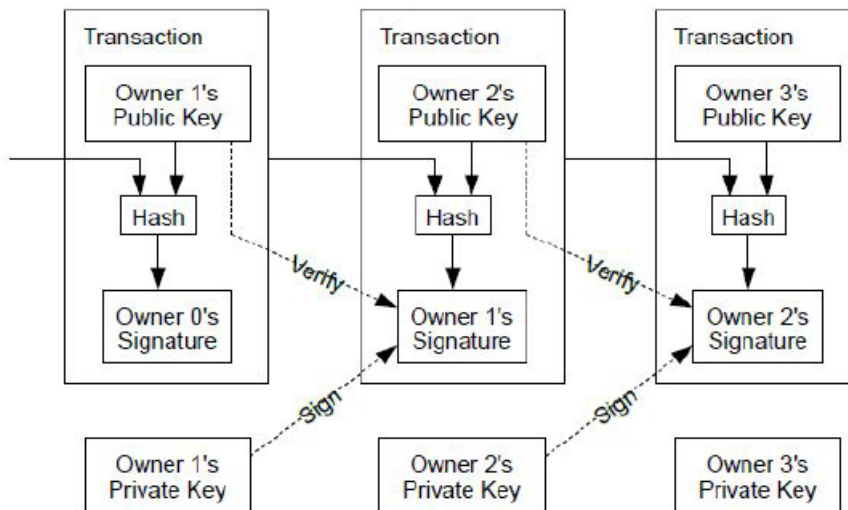 Transaction
Owner 1's
Public Key
Hash
Verify
Owner 0's
Signature
Transaction
Owner 2's
Public Key
Hash
Verify
Owner 1's
Signature
Transaction
Owner 3's
Public Key
Hash
Owner 2's
Signature
Sign
Sign
Owner 1's
Private Key
Owner 2's
Private Key
Owner 3's
Private Key